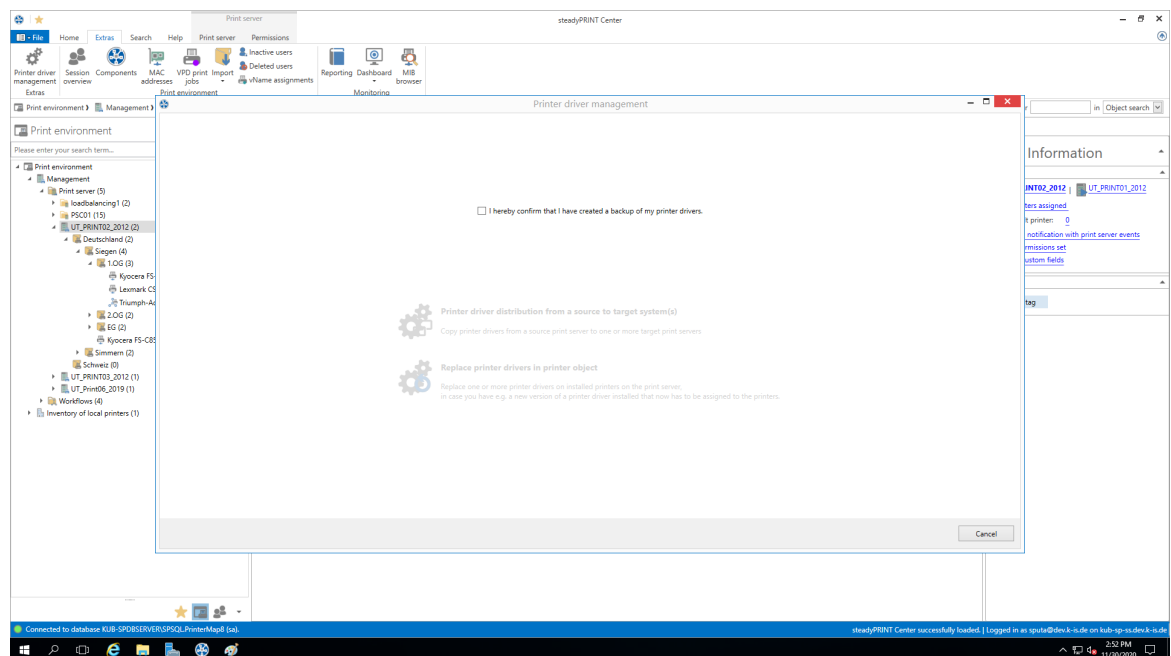 Print server
steadyPRINT Center
File Home Extras Search Help Print server Permissions
Printer driver management
Session overview
Components
MAC addresses
VPD print jobs
Import
Inactive users
Deleted users
vName assignments
Reporting
Dashboard
MIB browser
Extras
Print environment
Monitoring
Print environment Management
in Object search
Printer driver management
Print environment
Please enter your search term...
Print environment
Management
Print server (5)
loadbalancing1 (2)
PSC01 (15)
UT_PRINT02_2012 (2)
Deutschland (2)
Siegen (4)
1.OG (3)
Kyocera FS-
Lexmark CS
Triumph-Ad
2.OG (2)
EG (2)
Kyocera FS-C85
Simmern (2)
Schweiz (0)
UT_PRINT03_2012 (1)
UT_Print06_2019 (1)
Workflows (4)
Inventory of local printers (1)
I hereby confirm that I have created a backup of my printer drivers.
Printer driver distribution from a source to target system(s)
Copy printer drivers from a source print server to one or more target print servers
Replace printer drivers in printer object
Replace one or more printer drivers on installed printers on the print server,
in case you have e.g. a new version of a printer driver installed that now has to be assigned to the printers.
Cancel
Information
INT02_2012 | UT_PRINT01_2012
ters assigned
t printer: 0
notification with print server events
rmissions set
ustom fields
tag
Connected to database KUB-SPDBSERVER\SPSQL.PrinterMap8 (sa).
steadyPRINT Center successfully loaded. | Logged in as sputa@dev.k-is.de on kub-sp-ss.dev.k-is.de
2:52 PM
11/30/2020